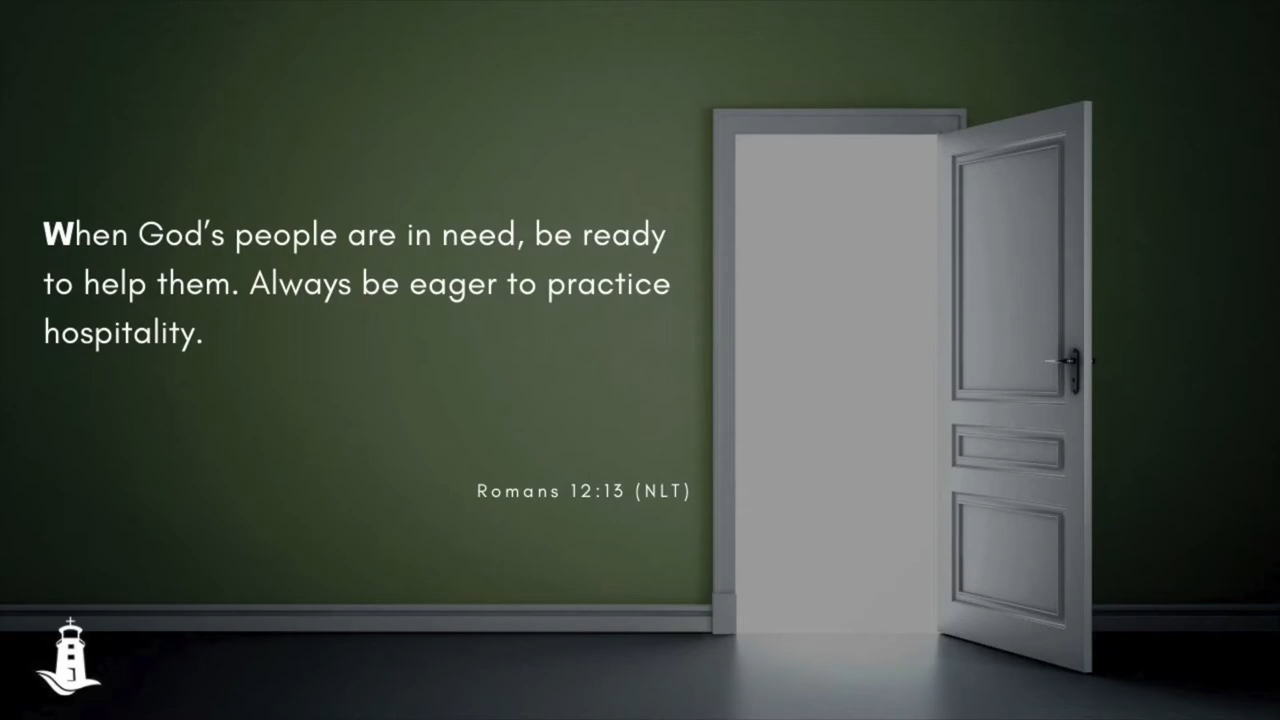 When God's people are in need, be ready
to help them. Always be eager to practice
hospitality.
Romans 12:13 (NLT)